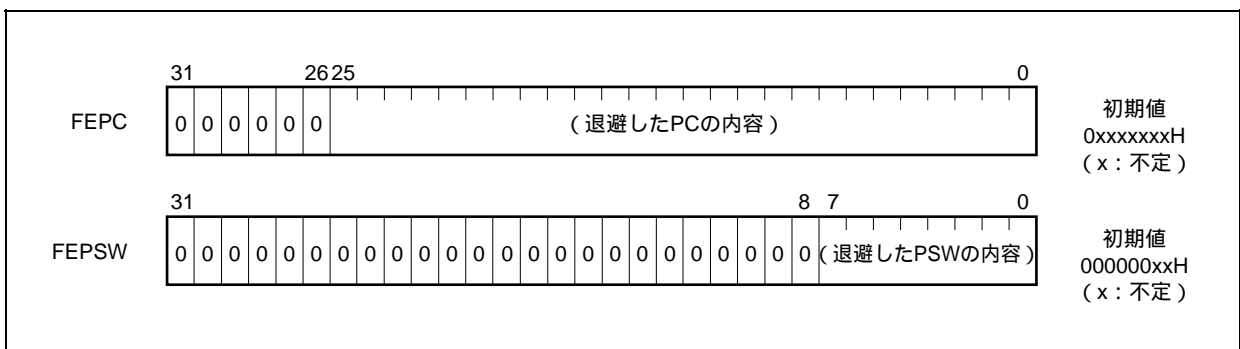 31 26 25 0
FEPC 0 0 0 0 0 0 (退避したPCの内容) 初期値
0xxxxxxxH
(x:不定)
31 8 7 0
FEPSW 0 0 0 0 0 0 0 0 0 0 0 0 0 0 0 0 0 0 0 0 0 0 0 0 (退避したPSWの内容) 初期値
000000xxH
(x:不定)